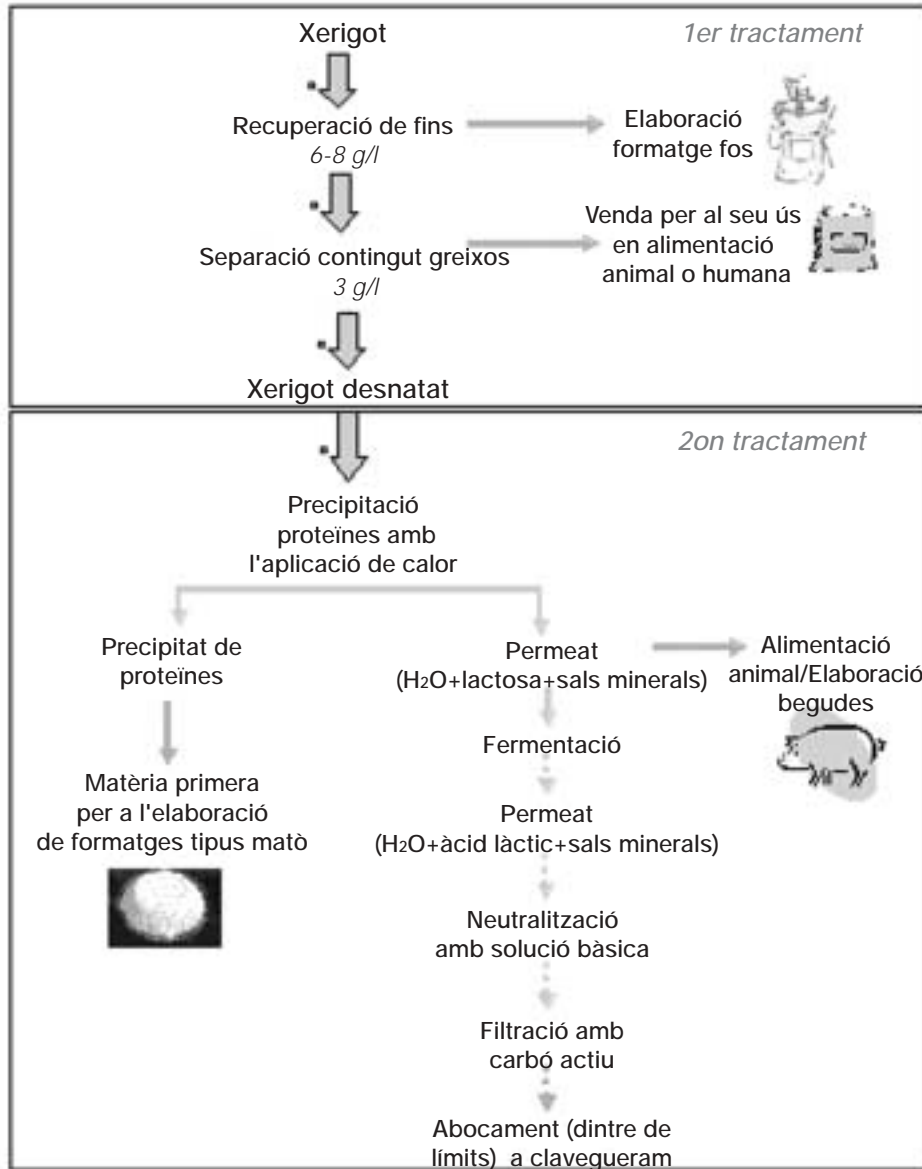 Xerigot
1er tractament
Recuperació de fins
6-8 g/l
Elaboració
formatge fos
Separació contingut greixos
3 g/l
Venda per al seu ús
en alimentació
animal o humana
Xerigot desnatat
2on tractament
Precipitació
proteïnes amb
l'aplicació de calor
Precipitat de
proteïnes
Permeat
(H2O+lactosa+sals minerals)
Alimentació
animal/Elaboració
begudes
Matèria primera
per a l'elaboració
de formatges tipus mató
Fermentació
Permeat
(H2O+àcid làctic+sals minerals)
Neutralització
amb solució bàsica
Filtració amb
carbó actiu
Abocament (dintre de
límits) a clavegueram